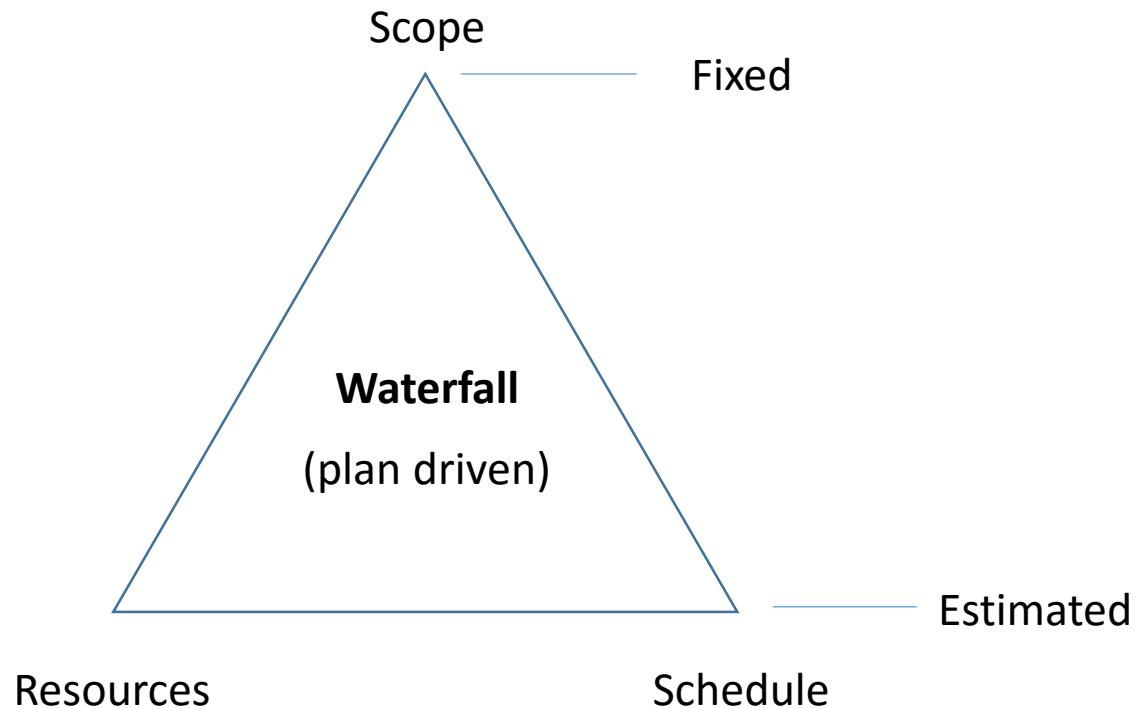 Scope
Fixed
Waterfall
(plan driven)
Estimated
Resources
Schedule